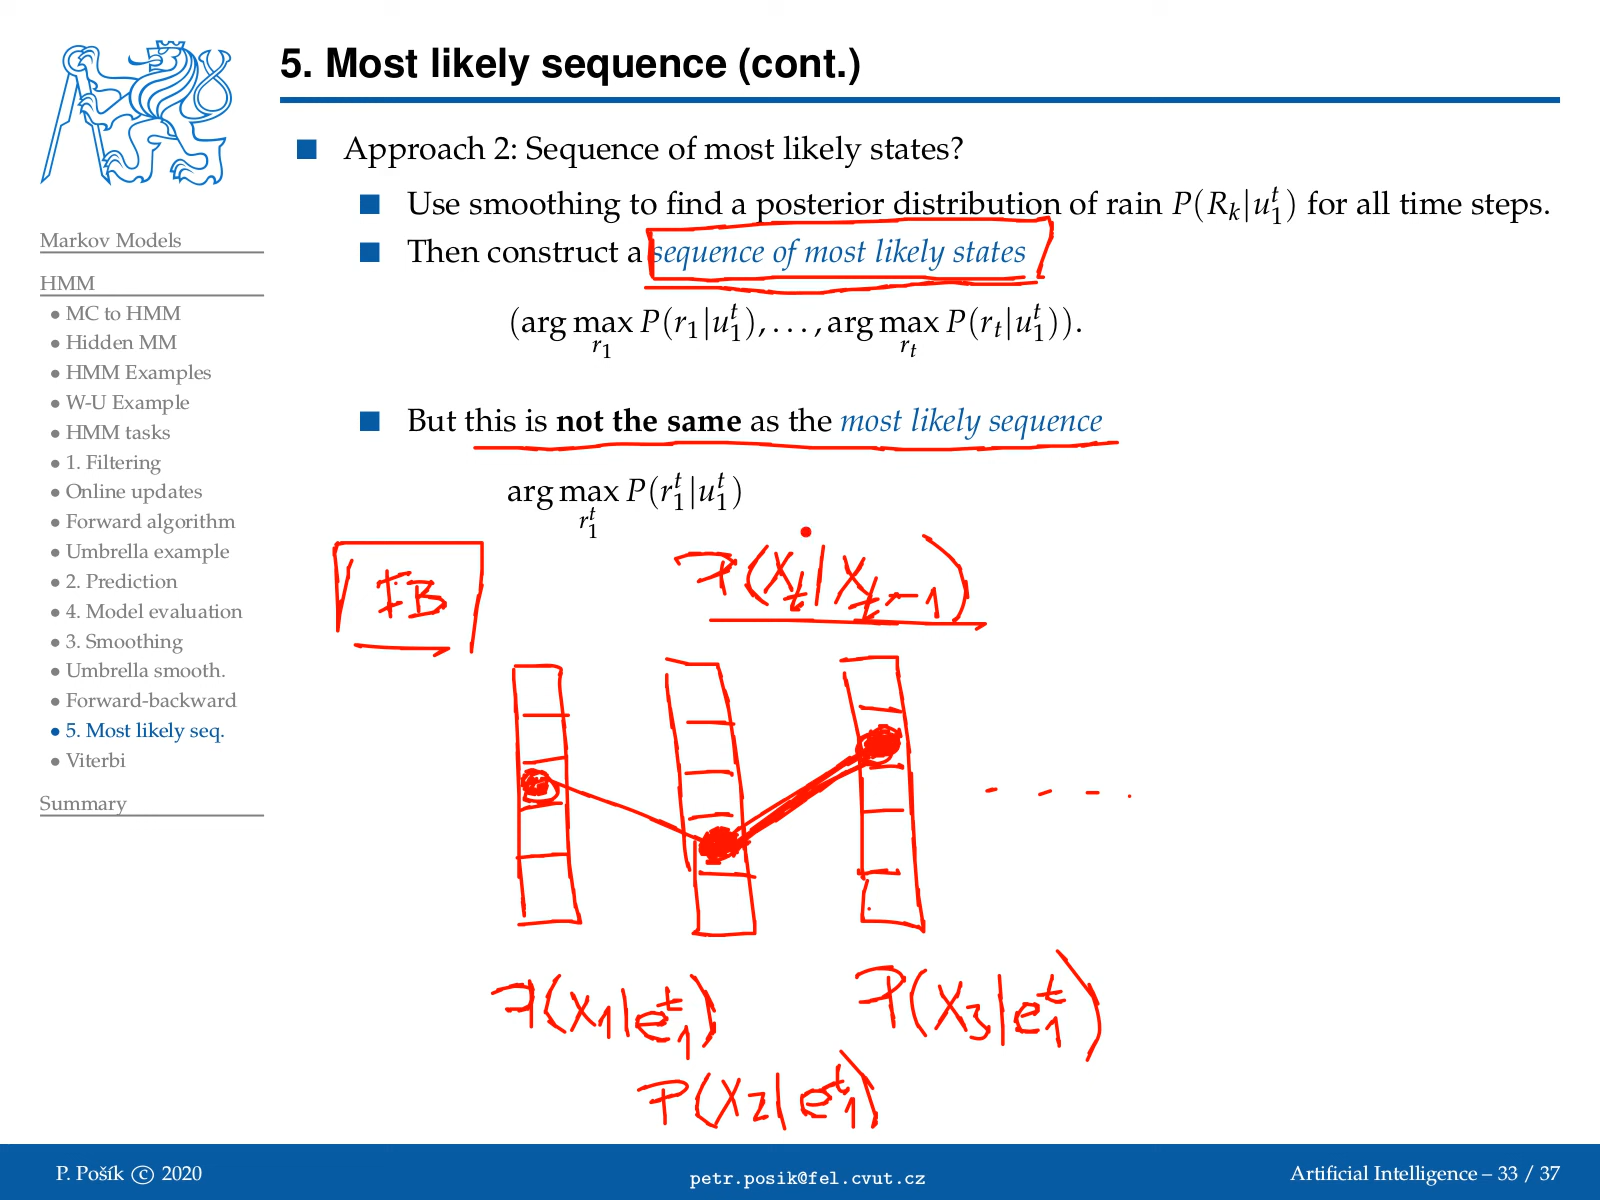 5. Most likely sequence (cont.)
■ Approach 2: Sequence of most likely states?
■ Use smoothing to find a posterior distribution of rain P(R_k|u_1^t) for all time steps.
■ Then construct a sequence of most likely states
(arg max_{r_1} P(r_1|u_1^t), . . . , arg max_{r_t} P(r_t|u_1^t)).
■ But this is not the same as the most likely sequence
arg max_{r_1^t} P(r_1^t|u_1^t)
FB
P(X_t|X_{t-1})
P(X_1|e_1^t)
P(X_3|e_1^t)
P(X_2|e_1^t)
Markov Models
HMM
• MC to HMM
• Hidden MM
• HMM Examples
• W-U Example
• HMM tasks
• 1. Filtering
• Online updates
• Forward algorithm
• Umbrella example
• 2. Prediction
• 4. Model evaluation
• 3. Smoothing
• Umbrella smooth.
• Forward-backward
• 5. Most likely seq.
• Viterbi
Summary
P. Pošík © 2020
petr.posik@fel.cvut.cz
Artificial Intelligence – 33 / 37